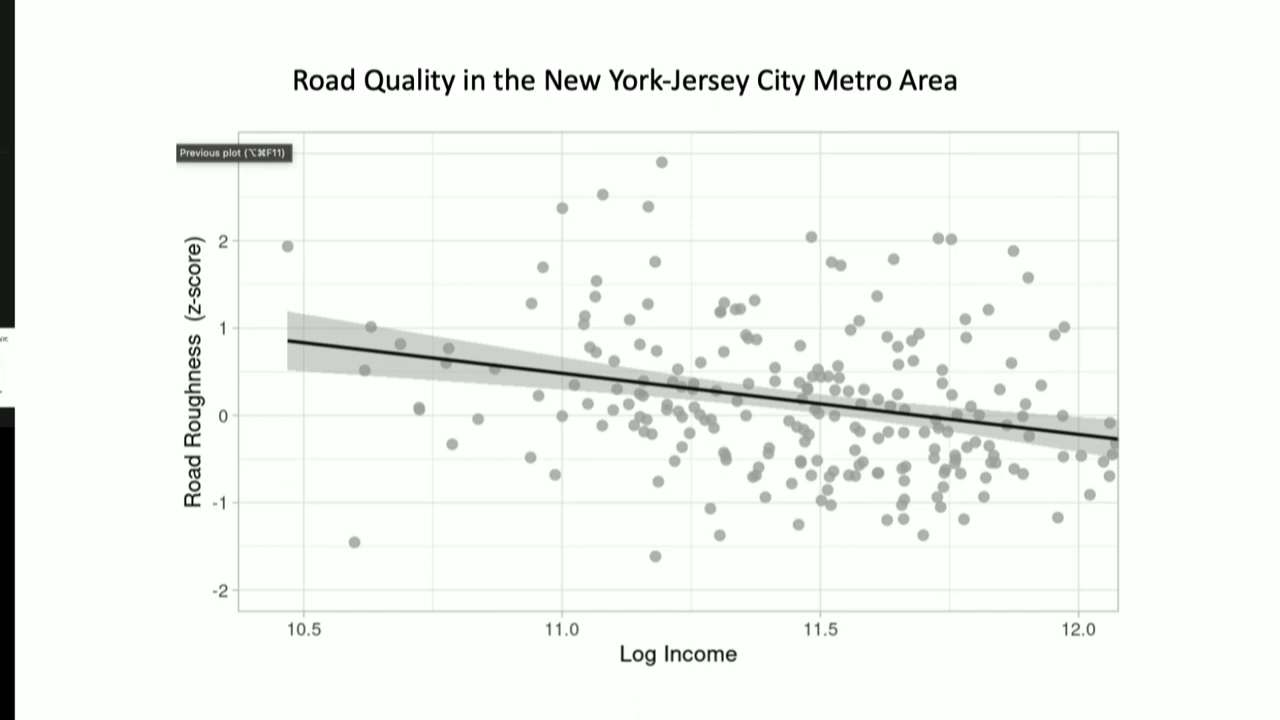 Road Quality in the New York-Jersey City Metro Area
Previous plot (⌥⌘F11)
Road Roughness (z-score)
2
1
0
-1
-2
10.5
11.0
11.5
12.0
Log Income